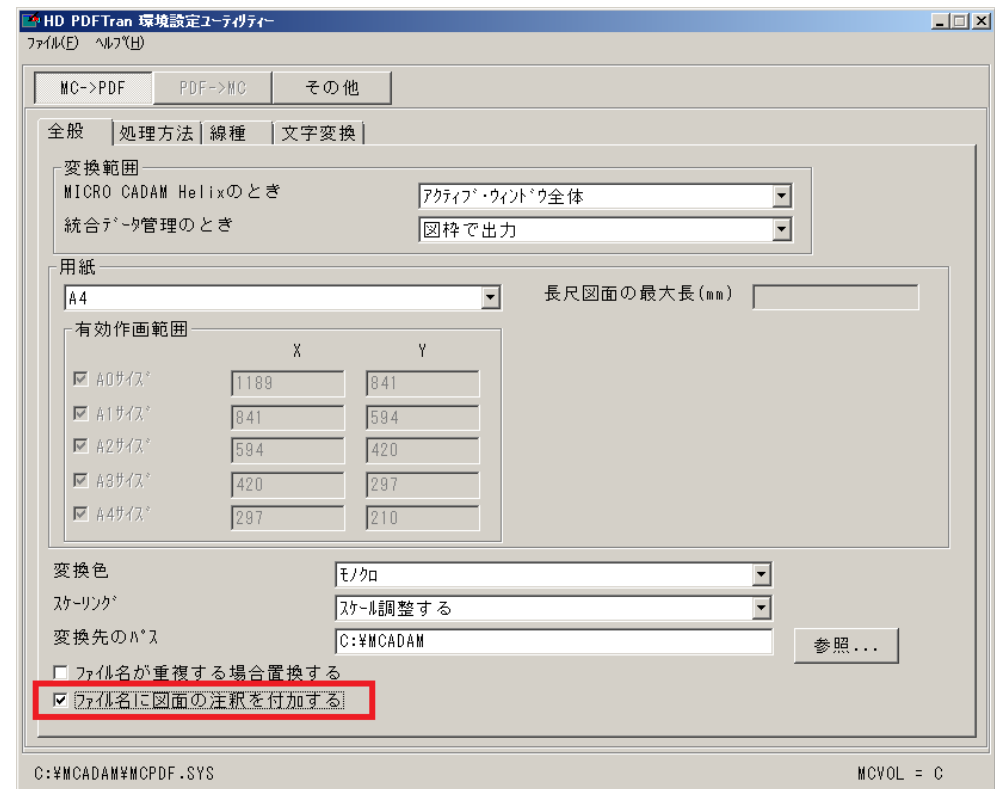 HD PDFTran 環境設定ﾕｰﾃｨﾘﾃｨｰ
ﾌｧｲﾙ(F) ﾍﾙﾌﾟ(H)
MC->PDF PDF->MC その他
全般 処理方法 線種 文字変換
変換範囲
MICRO CADAM Helixのとき ｱｸﾃｨﾌﾞ･ｳｨﾝﾄﾞｳ全体
統合ﾃﾞｰﾀ管理のとき 図枠で出力
用紙
A4 長尺図面の最大長(mm)
有効作画範囲
X Y
A0ｻｲｽﾞ 1189 841
A1ｻｲｽﾞ 841 594
A2ｻｲｽﾞ 594 420
A3ｻｲｽﾞ 420 297
A4ｻｲｽﾞ 297 210
変換色 ﾓﾉｸﾛ
ｽｹｰﾘﾝｸﾞ ｽｹｰﾙ調整する
変換先のﾊﾟｽ C:¥MCADAM 参照...
ﾌｧｲﾙ名が重複する場合置換する
ﾌｧｲﾙ名に図面の注釈を付加する
C:¥MCADAM¥MCPDF.SYS MCVOL = C